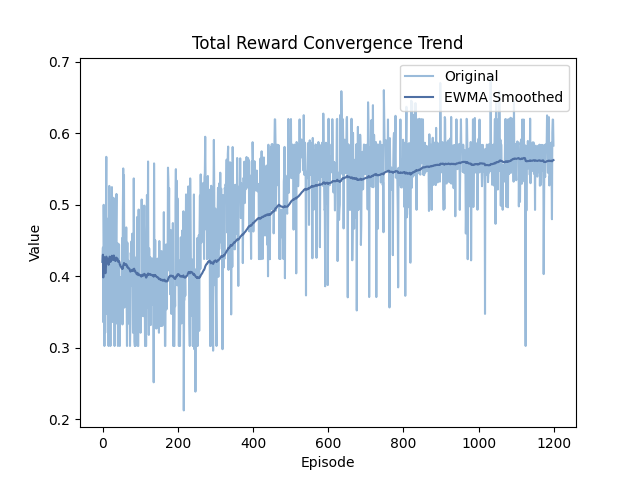 Total Reward Convergence Trend
Original
EWMA Smoothed
0.7
0.6
0.5
0.4
0.3
0.2
Value
0 200 400 600 800 1000 1200
Episode